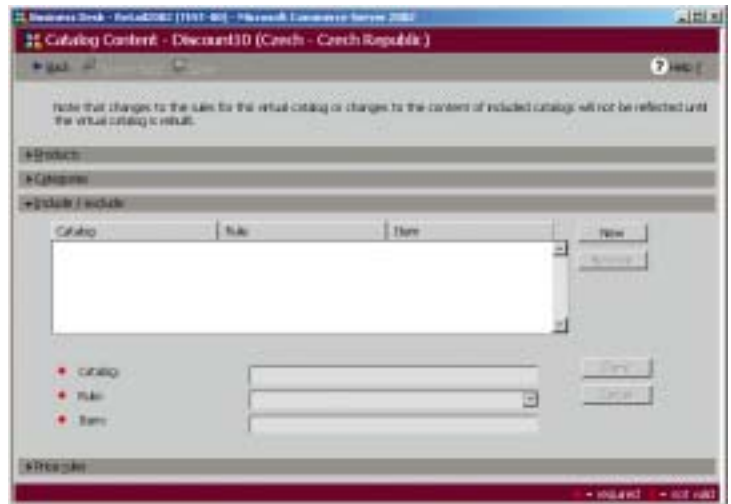 Business Desk - Retail2002 (TEST-00) - Microsoft Commerce Server 2002
Catalog Content - Discount10 (Czech - Czech Republic)
Back
? Help
Note that changes to the rules for the virtual catalog or changes to the content of included catalogs will not be reflected until
the virtual catalog is rebuilt.
Products
Categories
Include / exclude
Catalog Rule Item
New
Remove
Catalog:
Rule:
Cancel
Item:
Price rules
= required = not valid